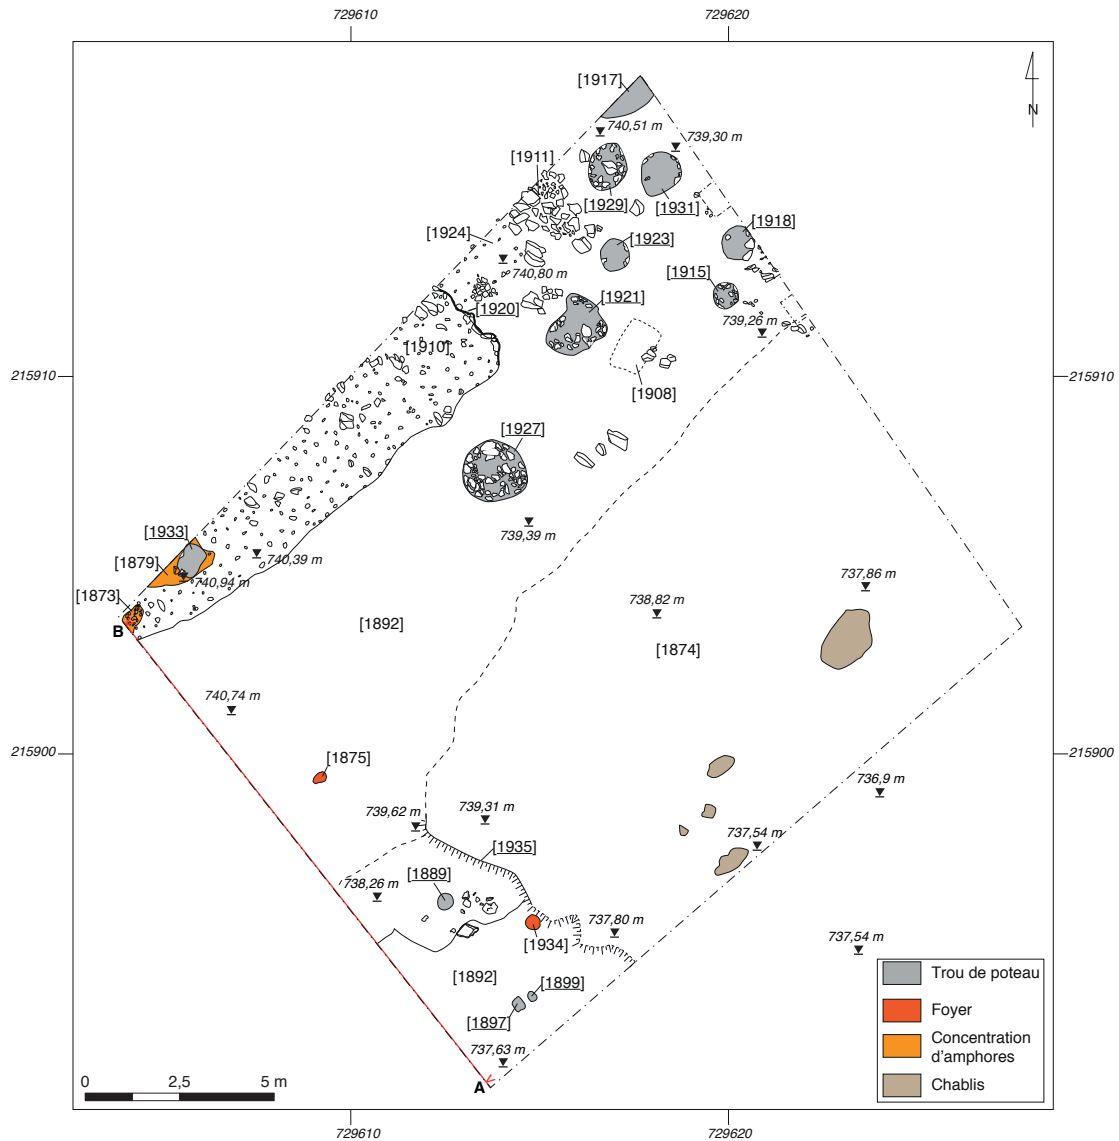 729610
729620
N
[1917]
740,51 m
739,30 m
[1911]
[1929]
[1931]
[1918]
[1924]
[1923]
740,80 m
[1915]
[1920]
[1921]
739,26 m
[1910]
215910
215910
[1908]
[1927]
739,39 m
[1933]
740,39 m
[1879]
740,94 m
737,86 m
[1873]
738,82 m
B
[1892]
[1874]
740,74 m
215900
215900
[1875]
736,9 m
739,62 m
739,31 m
737,54 m
[1935]
[1889]
738,26 m
737,80 m
[1934]
737,54 m
[1892]
[1899]
[1897]
737,63 m
A
Trou de poteau
Foyer
Concentration
d'amphores
Chablis
0
2,5
5 m
729610
729620